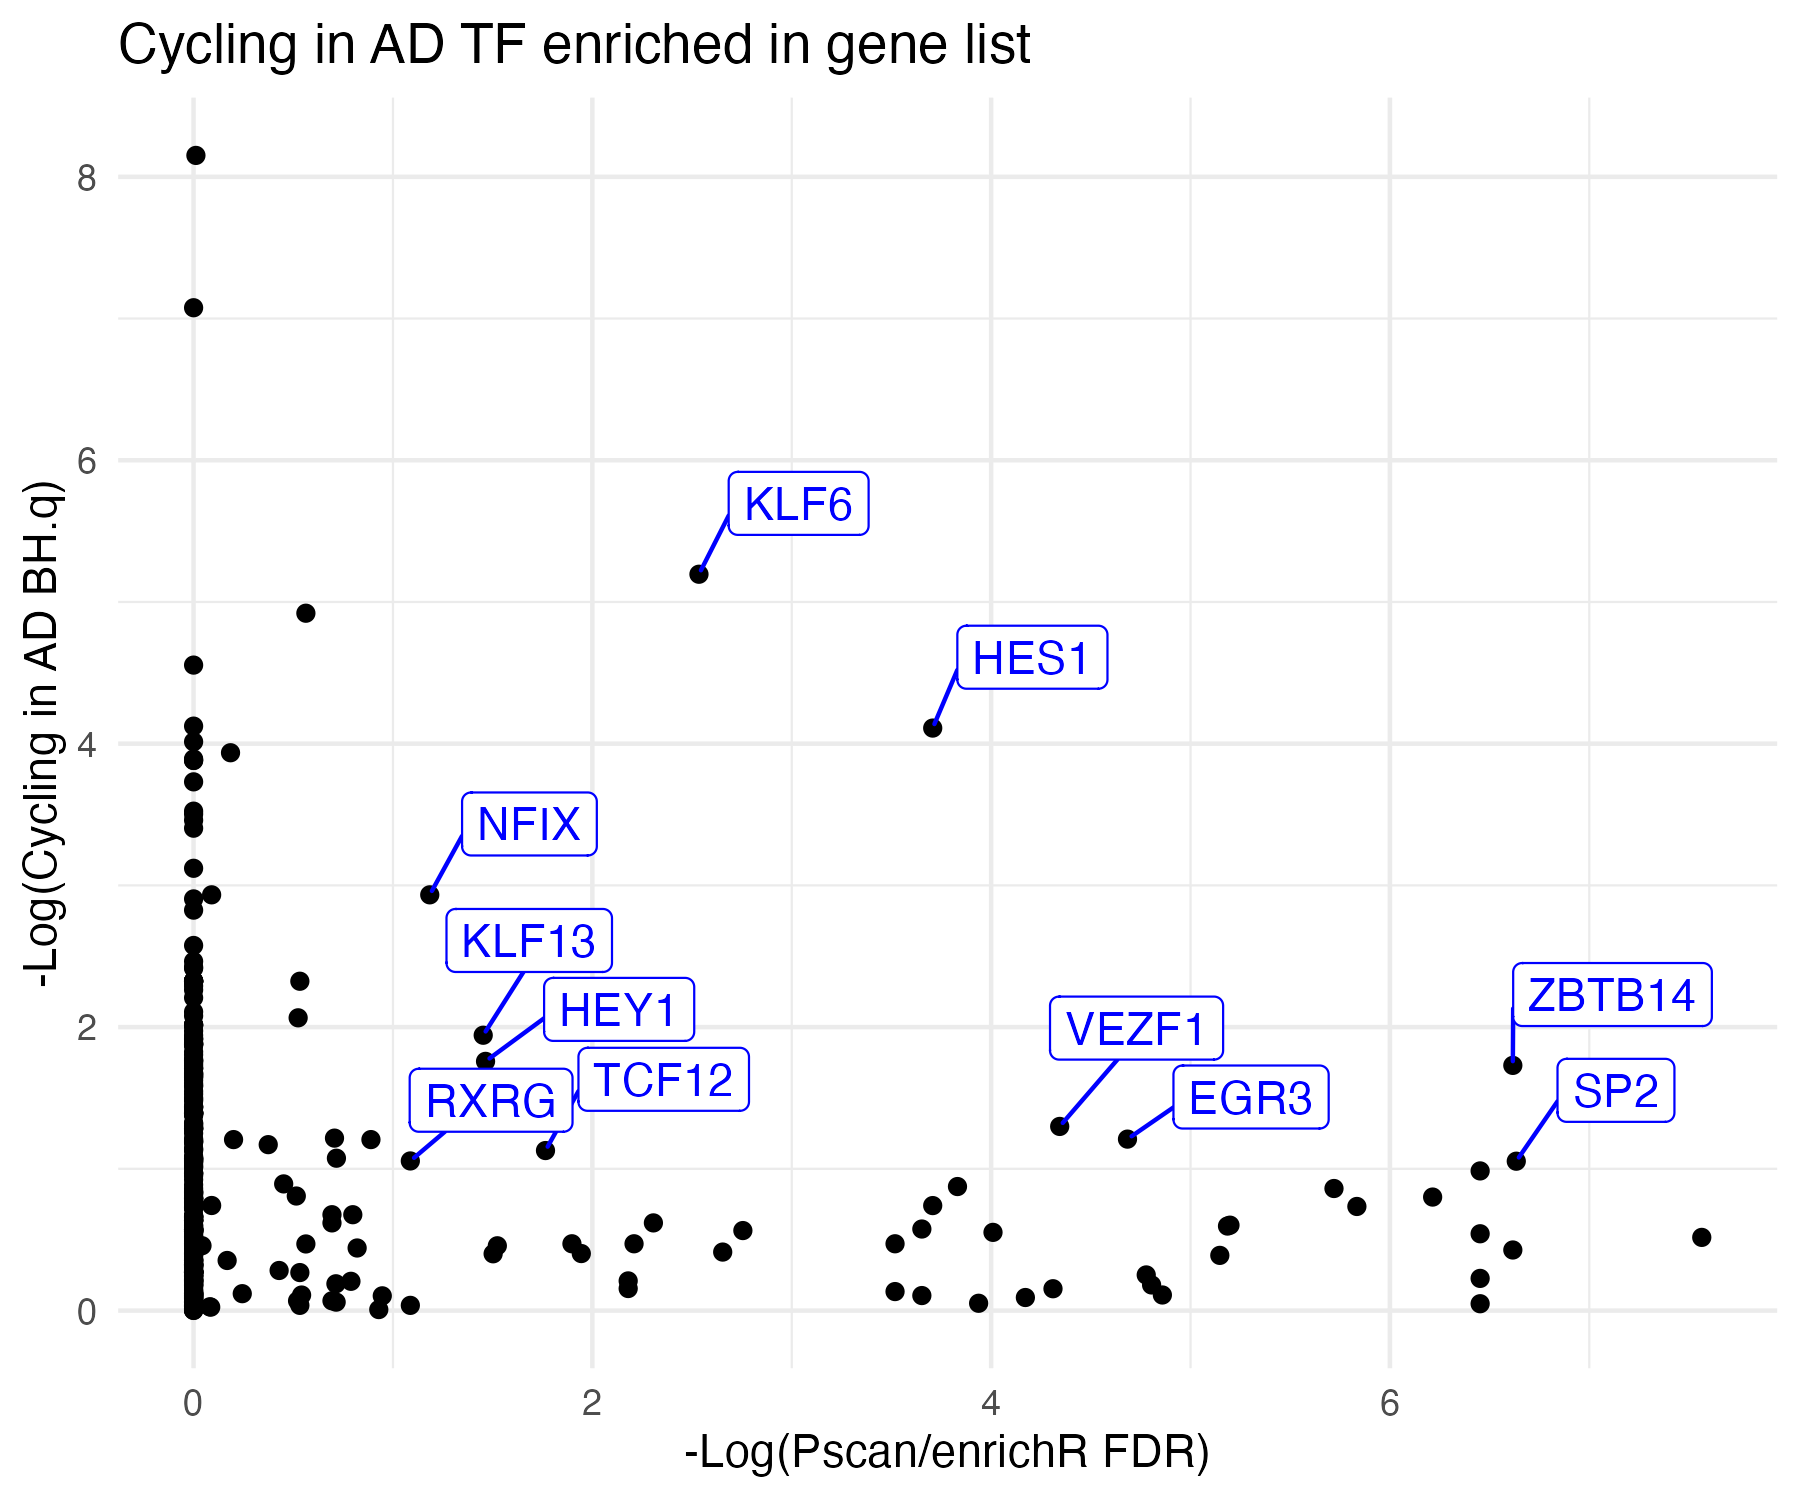 Cycling in AD TF enriched in gene list
-Log(Cycling in AD BH.q)
8
6
4
2
0
KLF6
HES1
NFIX
KLF13
HEY1
TCF12
RXRG
VEZF1
EGR3
ZBTB14
SP2
0
2
4
6
-Log(Pscan/enrichR FDR)